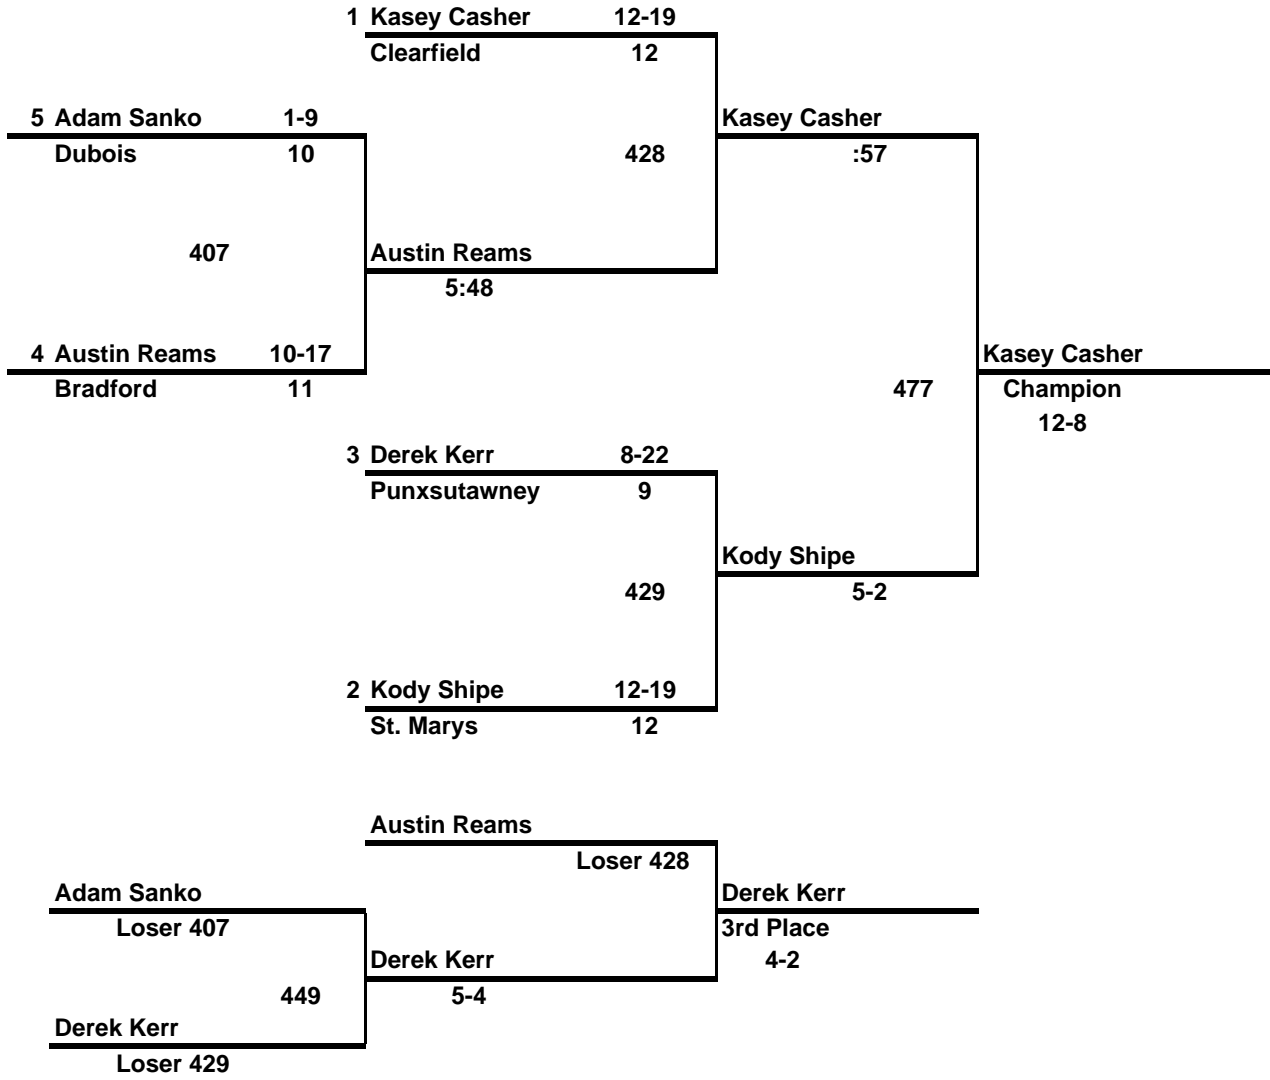 1 Kasey Casher 12-19
Clearfield 12
5 Adam Sanko 1-9 Kasey Casher
Dubois 10 428 :57
407 Austin Reams
5:48
4 Austin Reams 10-17 Kasey Casher
Bradford 11 477 Champion
12-8
3 Derek Kerr 8-22
Punxsutawney 9
Kody Shipe
429 5-2
2 Kody Shipe 12-19
St. Marys 12
Austin Reams
Loser 428
Adam Sanko Derek Kerr
Loser 407 3rd Place
Derek Kerr 4-2
449 5-4
Derek Kerr
Loser 429